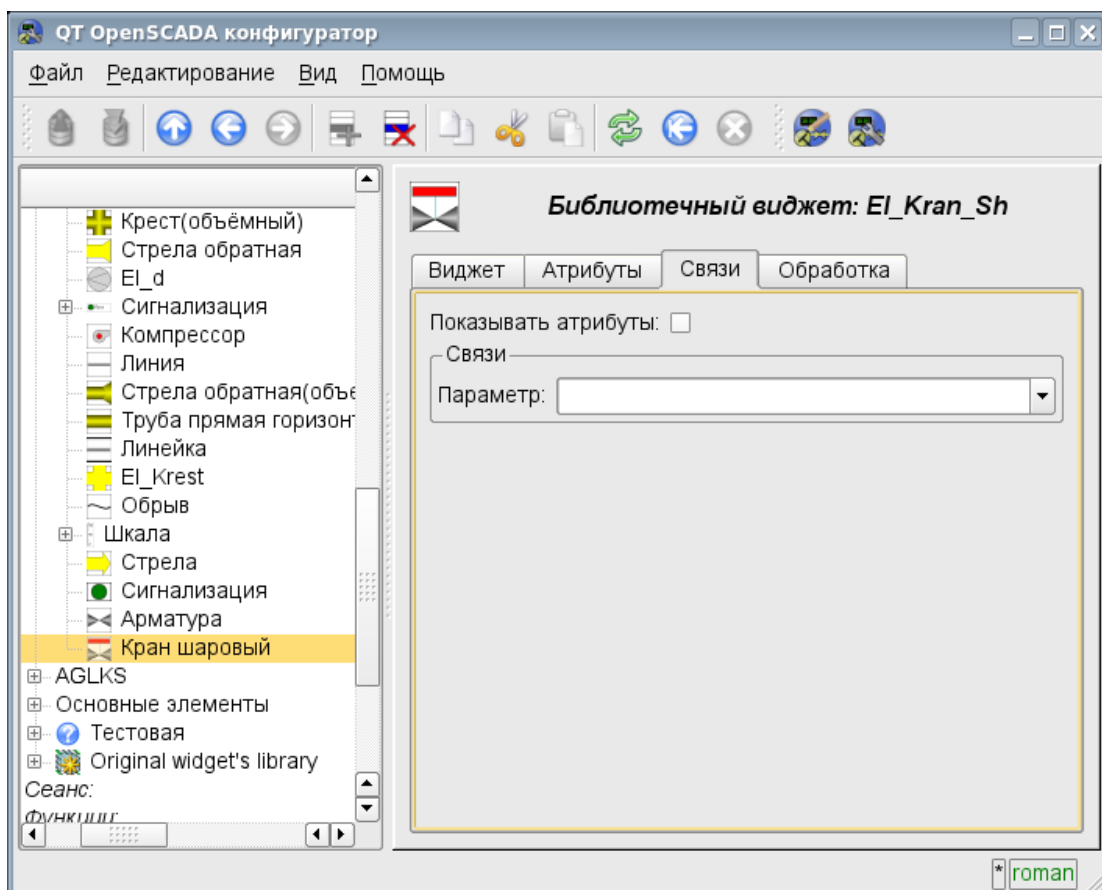 QT OpenSCADA конфигуратор
Файл Редактирование Вид Помощь
Крест(объёмный)
Стрела обратная
El_d
Сигнализация
Компрессор
Линия
Стрела обратная(объё
Труба прямая горизонт
Линейка
El_Krest
Обрыв
Шкала
Стрела
Сигнализация
Арматура
Кран шаровый
AGLKS
Основные элементы
Тестовая
Original widget's library
Сеанс:
Функции:
Библиотечный виджет: El_Kran_Sh
Виджет Атрибуты Связи Обработка
Показывать атрибуты:
Связи
Параметр:
* roman